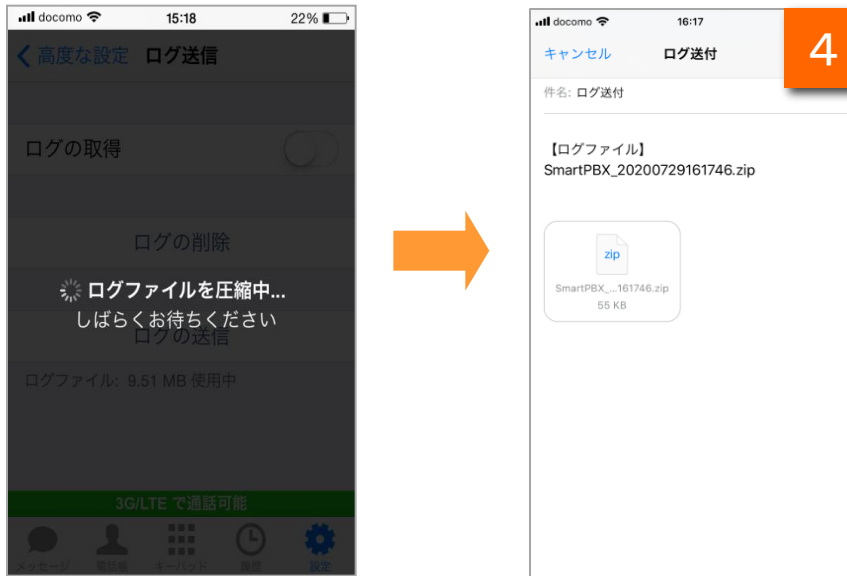 docomo 15:18 22%
高度な設定 ログ送信
ログの取得
ログの削除
ログファイルを圧縮中...
しばらくお待ちください
ログの送信
ログファイル: 9.51 MB 使用中
3G/LTE で通話可能
メッセージ 電話帳 キーパッド 履歴 設定
docomo 16:17
キャンセル ログ送付
4
件名: ログ送付
【ログファイル】
SmartPBX_20200729161746.zip
zip
SmartPBX_...161746.zip
55 KB